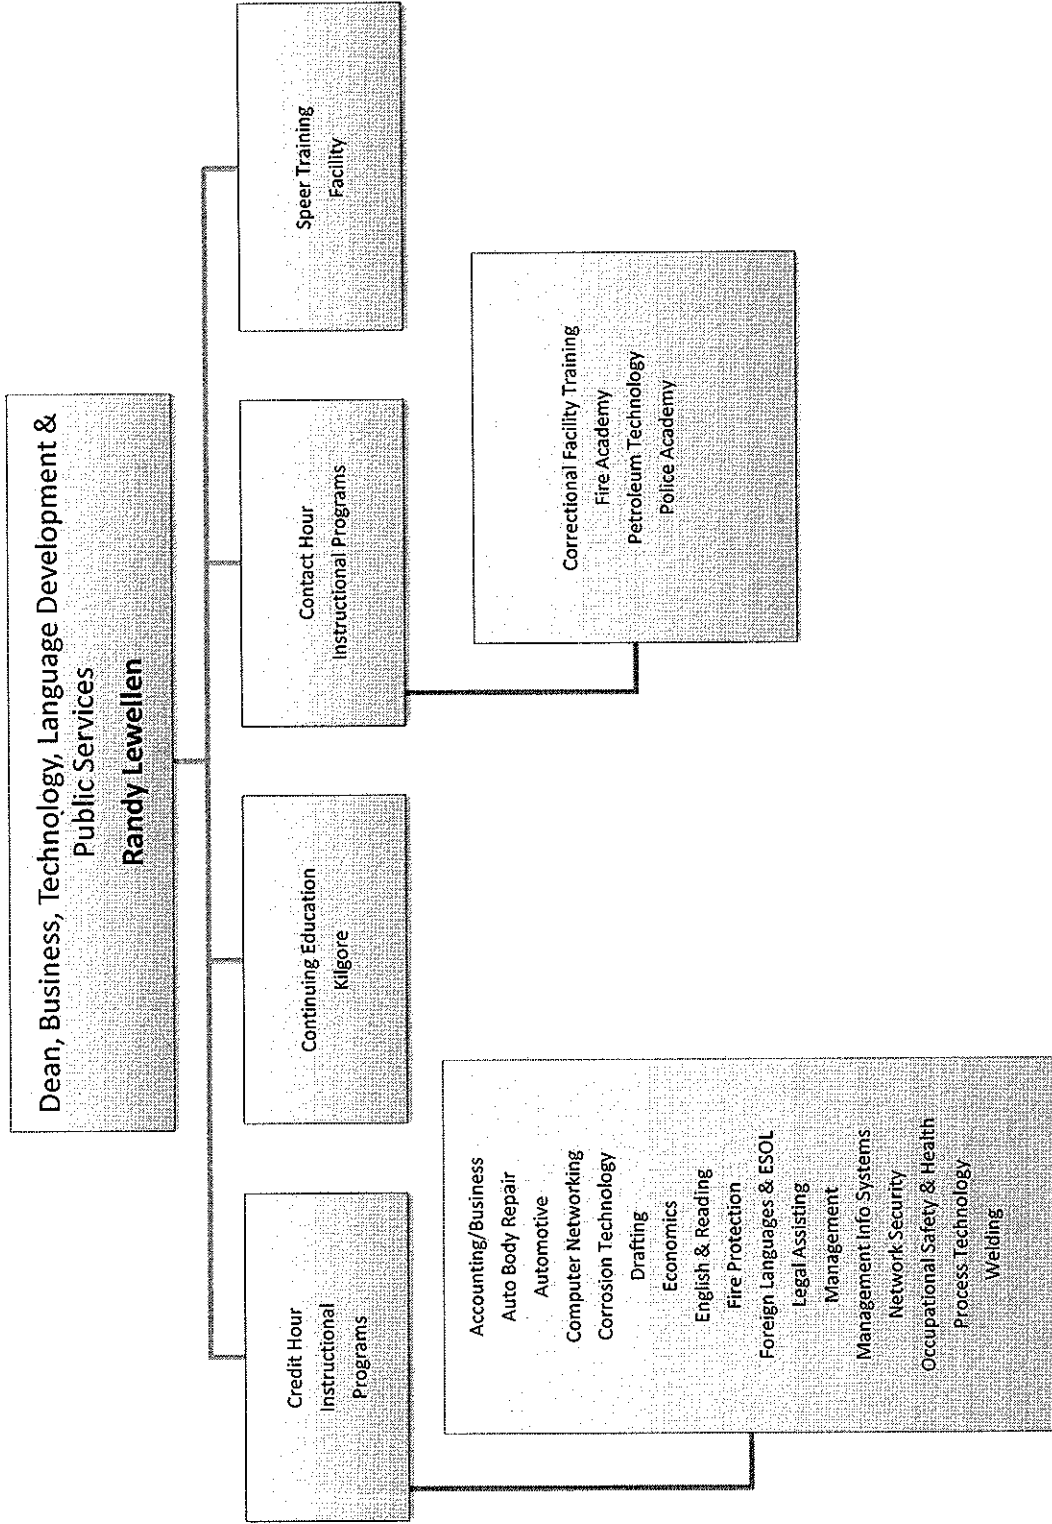 Dean, Business, Technology, Language Development &
Public Services
Randy Lewellen
Credit Hour
Instructional
Programs
Continuing Education
Kilgore
Contact Hour
Instructional Programs
Speer Training
Facility
Accounting/Business
Auto Body Repair
Automotive
Computer Networking
Corrosion Technology
Drafting
Economics
English & Reading
Fire Protection
Foreign Languages & ESOL
Legal Assisting
Management
Management Info Systems
Network Security
Occupational Safety & Health
Process Technology
Welding
Correctional Facility Training
Fire Academy
Petroleum Technology
Police Academy